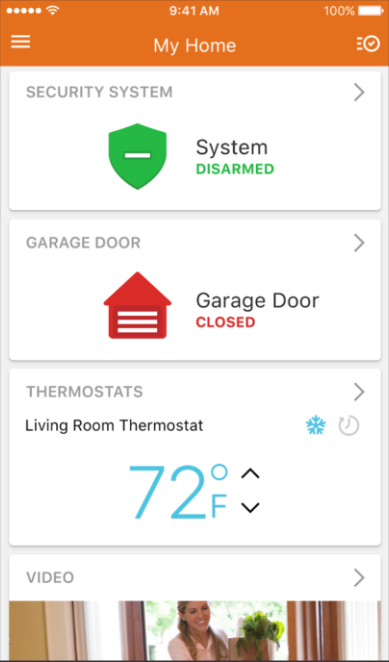 9:41 AM
100%
My Home
SECURITY SYSTEM
System
DISARMED
GARAGE DOOR
Garage Door
CLOSED
THERMOSTATS
Living Room Thermostat
72°F
VIDEO